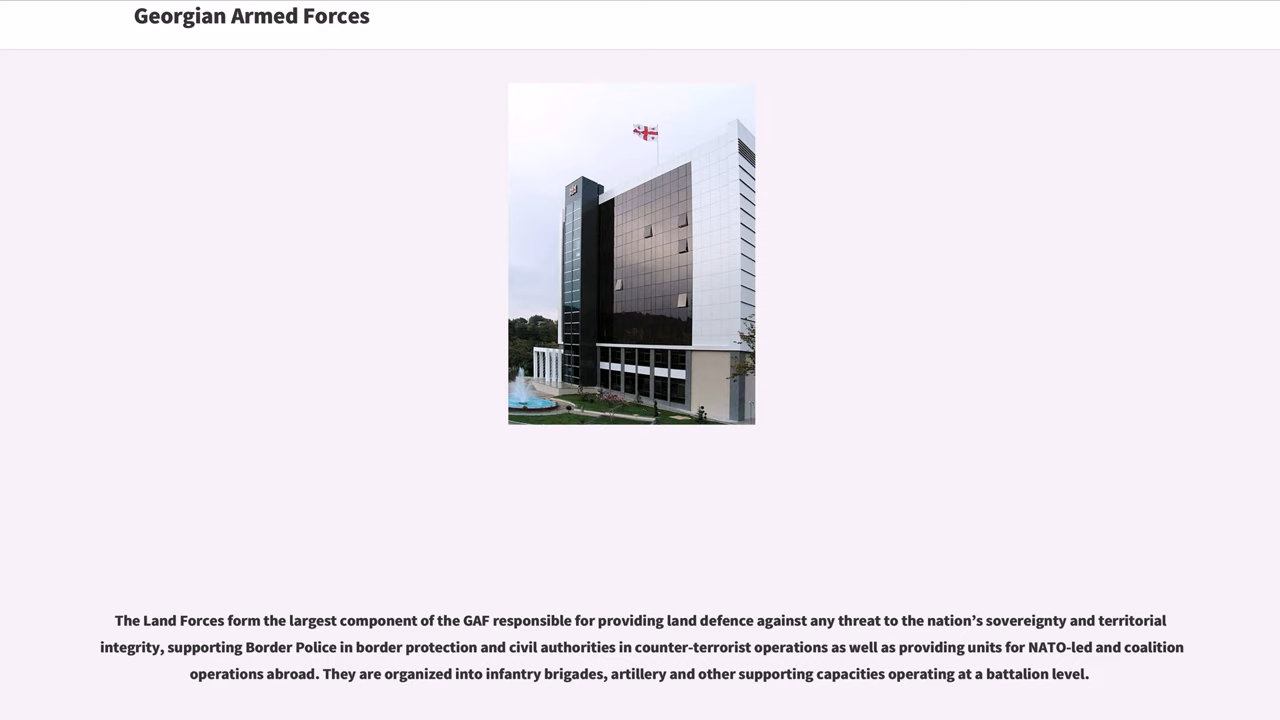 Georgian Armed Forces
The Land Forces form the largest component of the GAF responsible for providing land defence against any threat to the nation’s sovereignty and territorial
integrity, supporting Border Police in border protection and civil authorities in counter-terrorist operations as well as providing units for NATO-led and coalition
operations abroad. They are organized into infantry brigades, artillery and other supporting capacities operating at a battalion level.